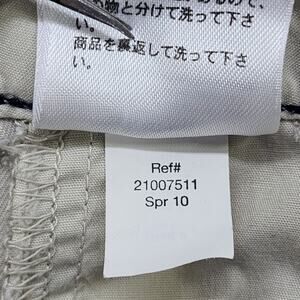 の物と分けて洗って下さ
い。
商品を裏返して洗って下さ
い。
Ref#
21007511
Spr 10